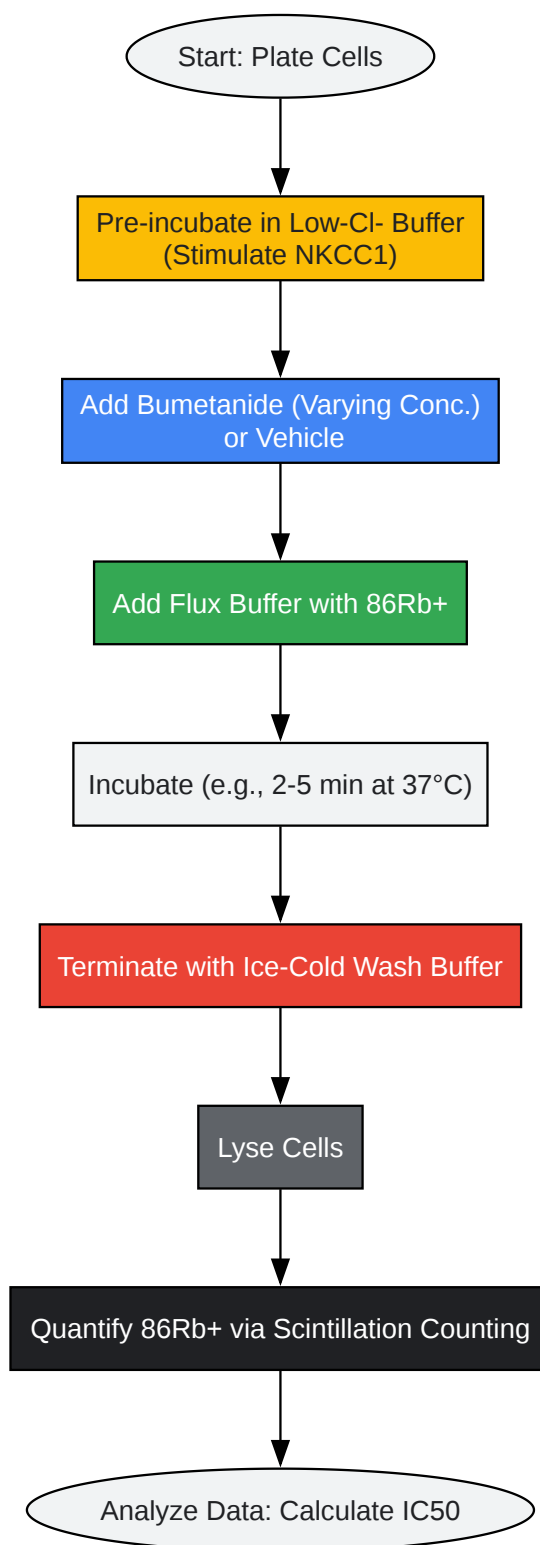 Start: Plate Cells
Pre-incubate in Low-Cl- Buffer
(Stimulate NKCC1)
Add Bumetanide (Varying Conc.)
or Vehicle
Add Flux Buffer with 86Rb+
Incubate (e.g., 2-5 min at 37°C)
Terminate with Ice-Cold Wash Buffer
Lyse Cells
Quantify 86Rb+ via Scintillation Counting
Analyze Data: Calculate IC50